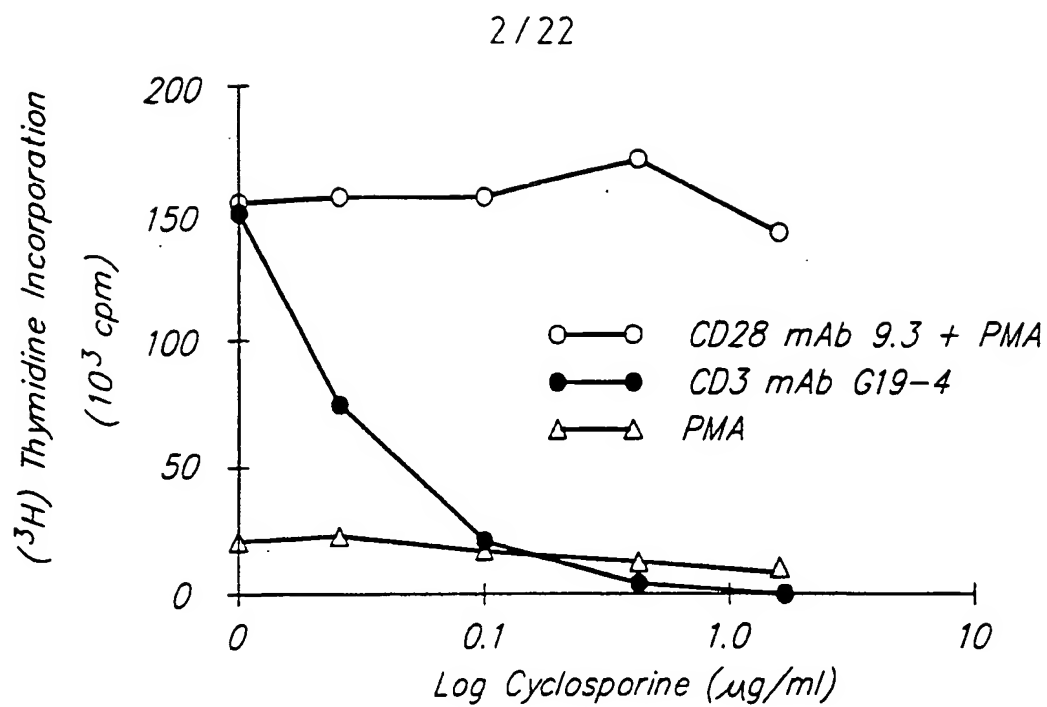 2/22
(³H) Thymidine Incorporation
(10³ cpm)
200
150
100
50
0
CD28 mAb 9.3 + PMA
CD3 mAb G19-4
PMA
0
0.1
1.0
10
Log Cyclosporine (µg/ml)